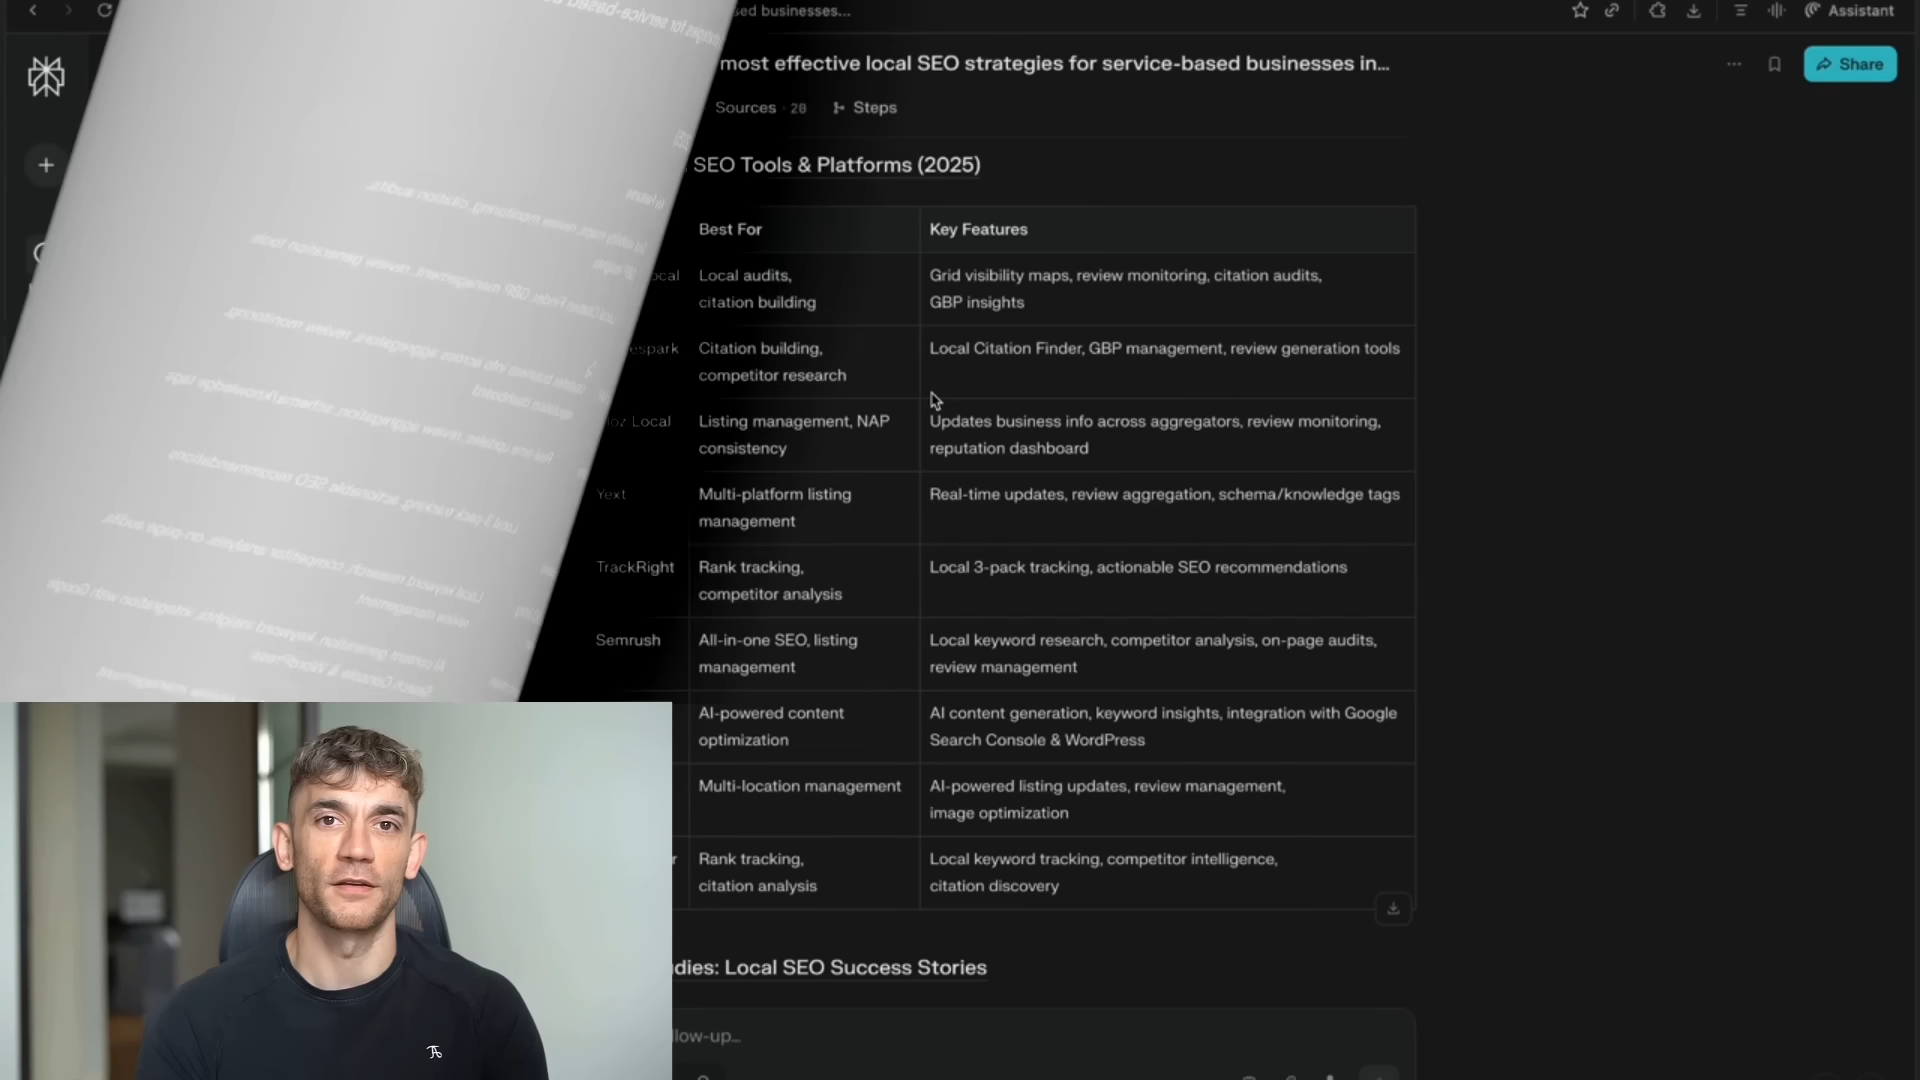 sed businesses...
Assistant
most effective local SEO strategies for service-based businesses in...
Share
Sources · 20
Steps
SEO Tools & Platforms (2025)
Best For
Key Features
ocal
Local audits,
citation building
Grid visibility maps, review monitoring, citation audits,
GBP insights
espark
Citation building,
competitor research
Local Citation Finder, GBP management, review generation tools
oz Local
Listing management, NAP
consistency
Updates business info across aggregators, review monitoring,
reputation dashboard
Yext
Multi-platform listing
management
Real-time updates, review aggregation, schema/knowledge tags
TrackRight
Rank tracking,
competitor analysis
Local 3-pack tracking, actionable SEO recommendations
Semrush
All-in-one SEO, listing
management
Local keyword research, competitor analysis, on-page audits,
review management
AI-powered content
optimization
AI content generation, keyword insights, integration with Google
Search Console & WordPress
Multi-location management
AI-powered listing updates, review management,
image optimization
r
Rank tracking,
citation analysis
Local keyword tracking, competitor intelligence,
citation discovery
dies: Local SEO Success Stories
llow-up...